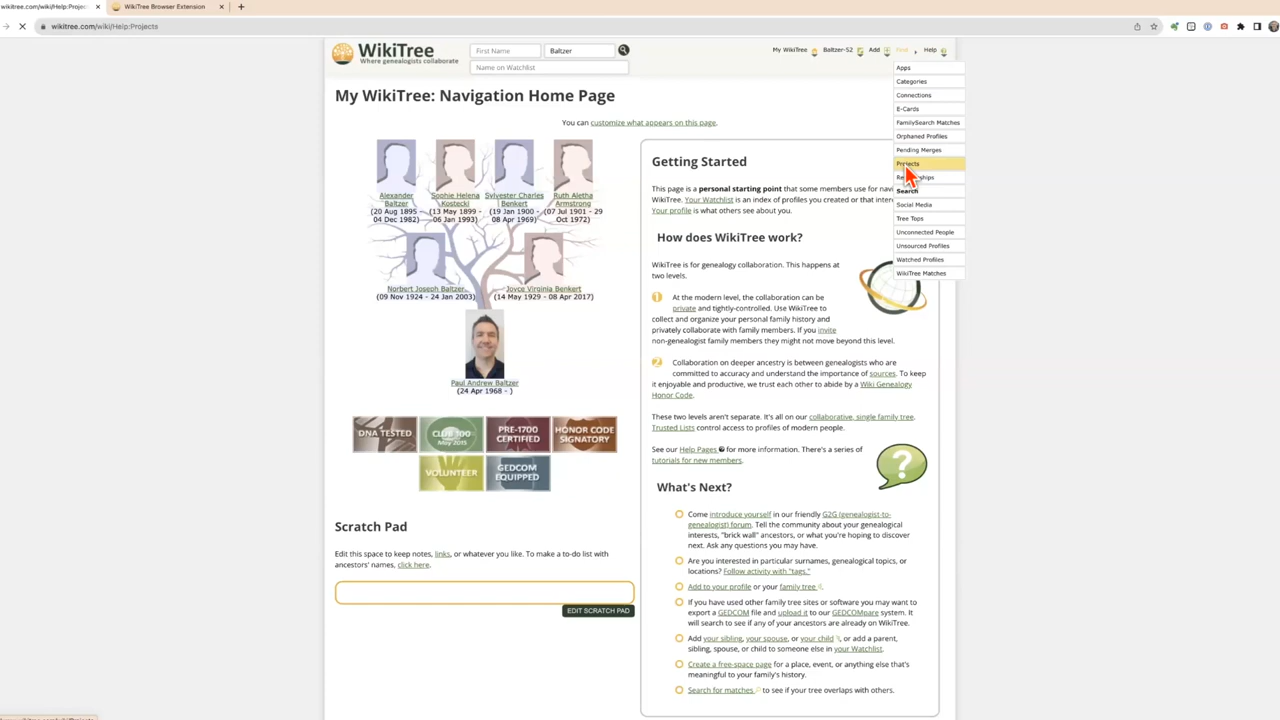 wikitree.com/wiki/Help:Projec
WikiTree Browser Extension
wikitree.com/wiki/Help:Projects
WikiTree
Where genealogists collaborate
First Name
Baltzer
Name on Watchlist
My WikiTree
Baltzer-52
Add
Find
Help
Apps
Categories
Connections
E-Cards
FamilySearch Matches
Orphaned Profiles
Pending Merges
Projects
Search
Social Media
Tree Tops
Unconnected People
Unsourced Profiles
Watched Profiles
WikiTree Matches
My WikiTree: Navigation Home Page
You can customize what appears on this page.
Alexander
Baltzer
(20 Aug 1895 -
04 Dec 1982)
Sophie Helena
Kostecki
(13 May 1899 -
06 Jan 1993)
Sylvester Charles
Benkert
(19 Jan 1900 -
08 Apr 1969)
Ruth Aletha
Armstrong
(07 Jul 1901 - 29
Oct 1972)
Norbert Joseph Baltzer
(09 Nov 1924 - 24 Jan 2003)
Joyce Virginia Benkert
(14 May 1929 - 08 Apr 2017)
Paul Andrew Baltzer
(24 Apr 1968 - )
DNA TESTED
CLUB 100
May 2015
PRE-1700
CERTIFIED
HONOR CODE
SIGNATORY
VOLUNTEER
GEDCOM
EQUIPPED
Scratch Pad
Edit this space to keep notes, links, or whatever you like. To make a to-do list with
ancestors' names, click here.
EDIT SCRATCH PAD
Getting Started
This page is a personal starting point that some members use for navi
WikiTree. Your Watchlist is an index of profiles you created or that inte
Your profile is what others see about you.
How does WikiTree work?
WikiTree is for genealogy collaboration. This happens at
two levels.
1 At the modern level, the collaboration can be
private and tightly-controlled. Use WikiTree to
collect and organize your personal family history and
privately collaborate with family members. If you invite
non-genealogist family members they might not move beyond this level.
2 Collaboration on deeper ancestry is between genealogists who are
committed to accuracy and understand the importance of sources. To keep
it enjoyable and productive, we trust each other to abide by a Wiki Genealogy
Honor Code.
These two levels aren't separate. It's all on our collaborative, single family tree.
Trusted Lists control access to profiles of modern people.
See our Help Pages ? for more information. There's a series of
tutorials for new members.
?
What's Next?
Come introduce yourself in our friendly G2G (genealogist-to-
genealogist) forum. Tell the community about your genealogical
interests, "brick wall" ancestors, or what you're hoping to discover
next. Ask any questions you may have.
Are you interested in particular surnames, genealogical topics, or
locations? Follow activity with "tags."
Add to your profile or your family tree.
If you have used other family tree sites or software you may want to
export a GEDCOM file and upload it to our GEDCOMpare system. It
will search to see if any of your ancestors are already on WikiTree.
Add your sibling, your spouse, or your child, or add a parent,
sibling, spouse, or child to someone else in your Watchlist.
Create a free-space page for a place, event, or anything else that's
meaningful to your family's history.
Search for matches to see if your tree overlaps with others.